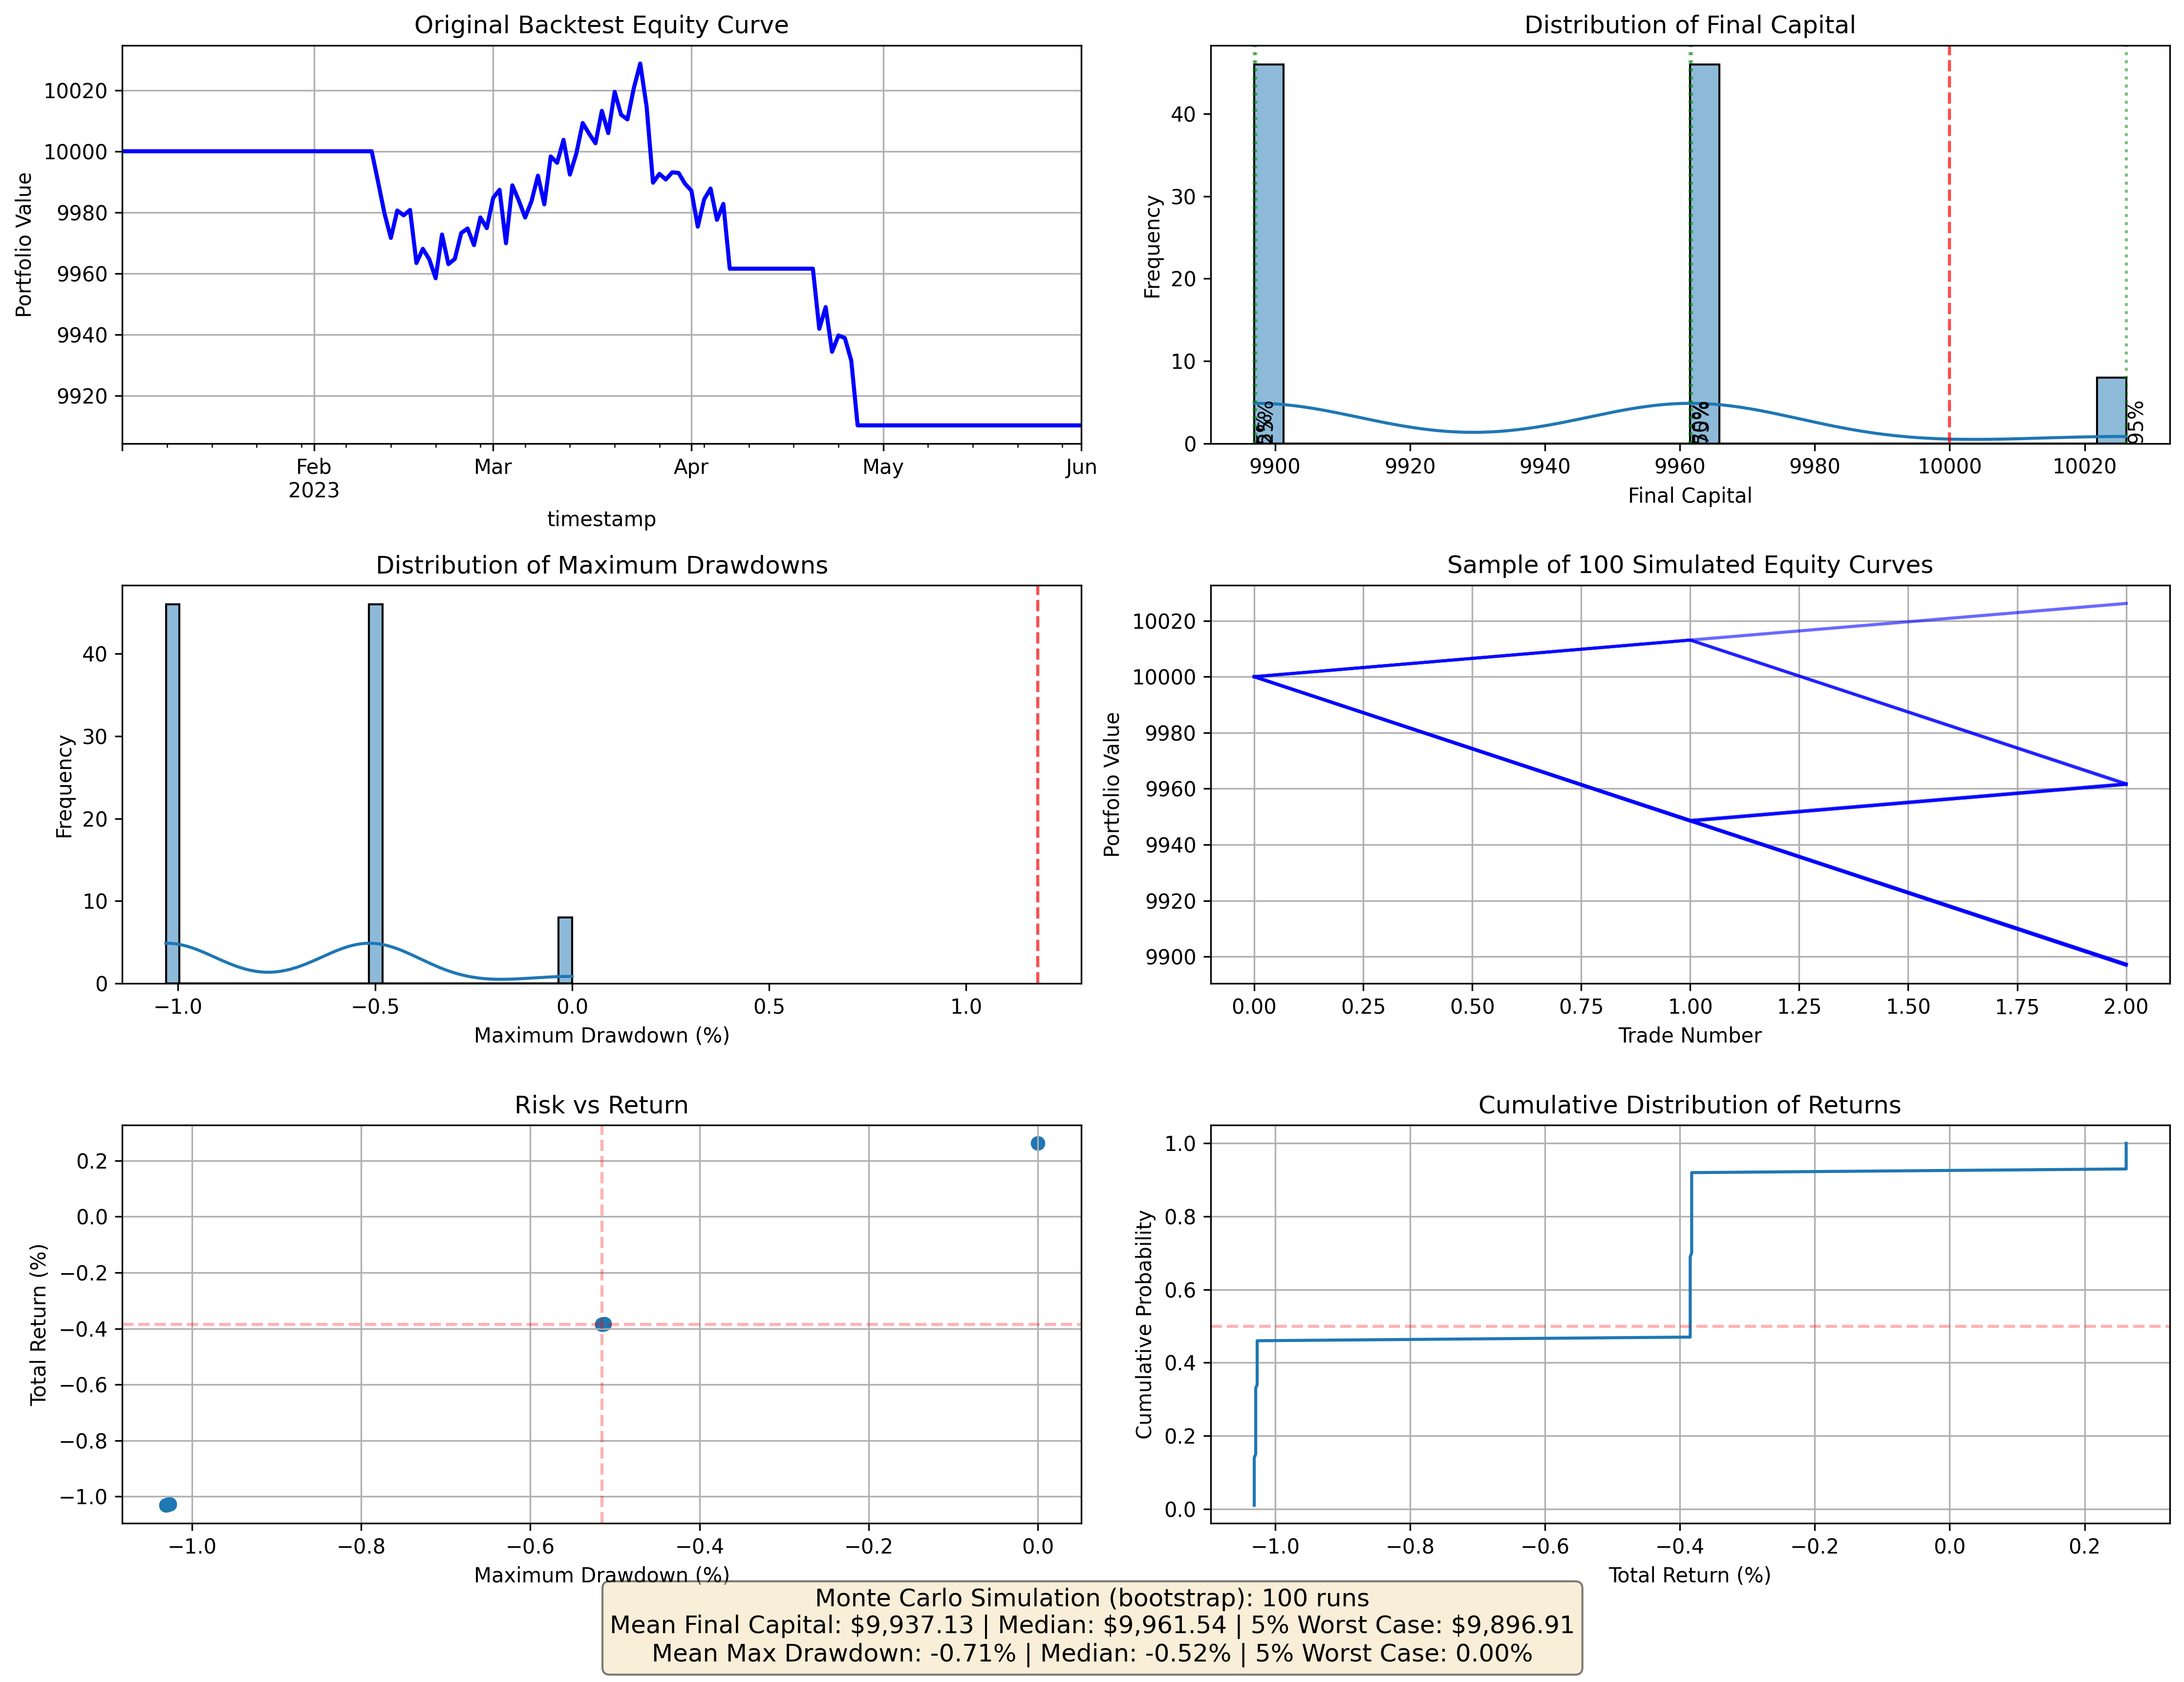 Original Backtest Equity Curve
Portfolio Value
10020
10000
9980
9960
9940
9920
Feb
2023
Mar
Apr
May
Jun
timestamp
Distribution of Final Capital
Frequency
40
30
20
10
0
5%
25%
50%
95%
9900
9920
9940
9960
9980
10000
10020
Final Capital
Distribution of Maximum Drawdowns
Frequency
40
30
20
10
0
−1.0
−0.5
0.0
0.5
1.0
Maximum Drawdown (%)
Sample of 100 Simulated Equity Curves
Portfolio Value
10020
10000
9980
9960
9940
9920
9900
0.00
0.25
0.50
0.75
1.00
1.25
1.50
1.75
2.00
Trade Number
Risk vs Return
Total Return (%)
0.2
0.0
−0.2
−0.4
−0.6
−0.8
−1.0
−1.0
−0.8
−0.6
−0.4
−0.2
0.0
Maximum Drawdown (%)
Cumulative Distribution of Returns
Cumulative Probability
1.0
0.8
0.6
0.4
0.2
0.0
−1.0
−0.8
−0.6
−0.4
−0.2
0.0
0.2
Total Return (%)
Monte Carlo Simulation (bootstrap): 100 runs
Mean Final Capital: $9,937.13 | Median: $9,961.54 | 5% Worst Case: $9,896.91
Mean Max Drawdown: -0.71% | Median: -0.52% | 5% Worst Case: 0.00%